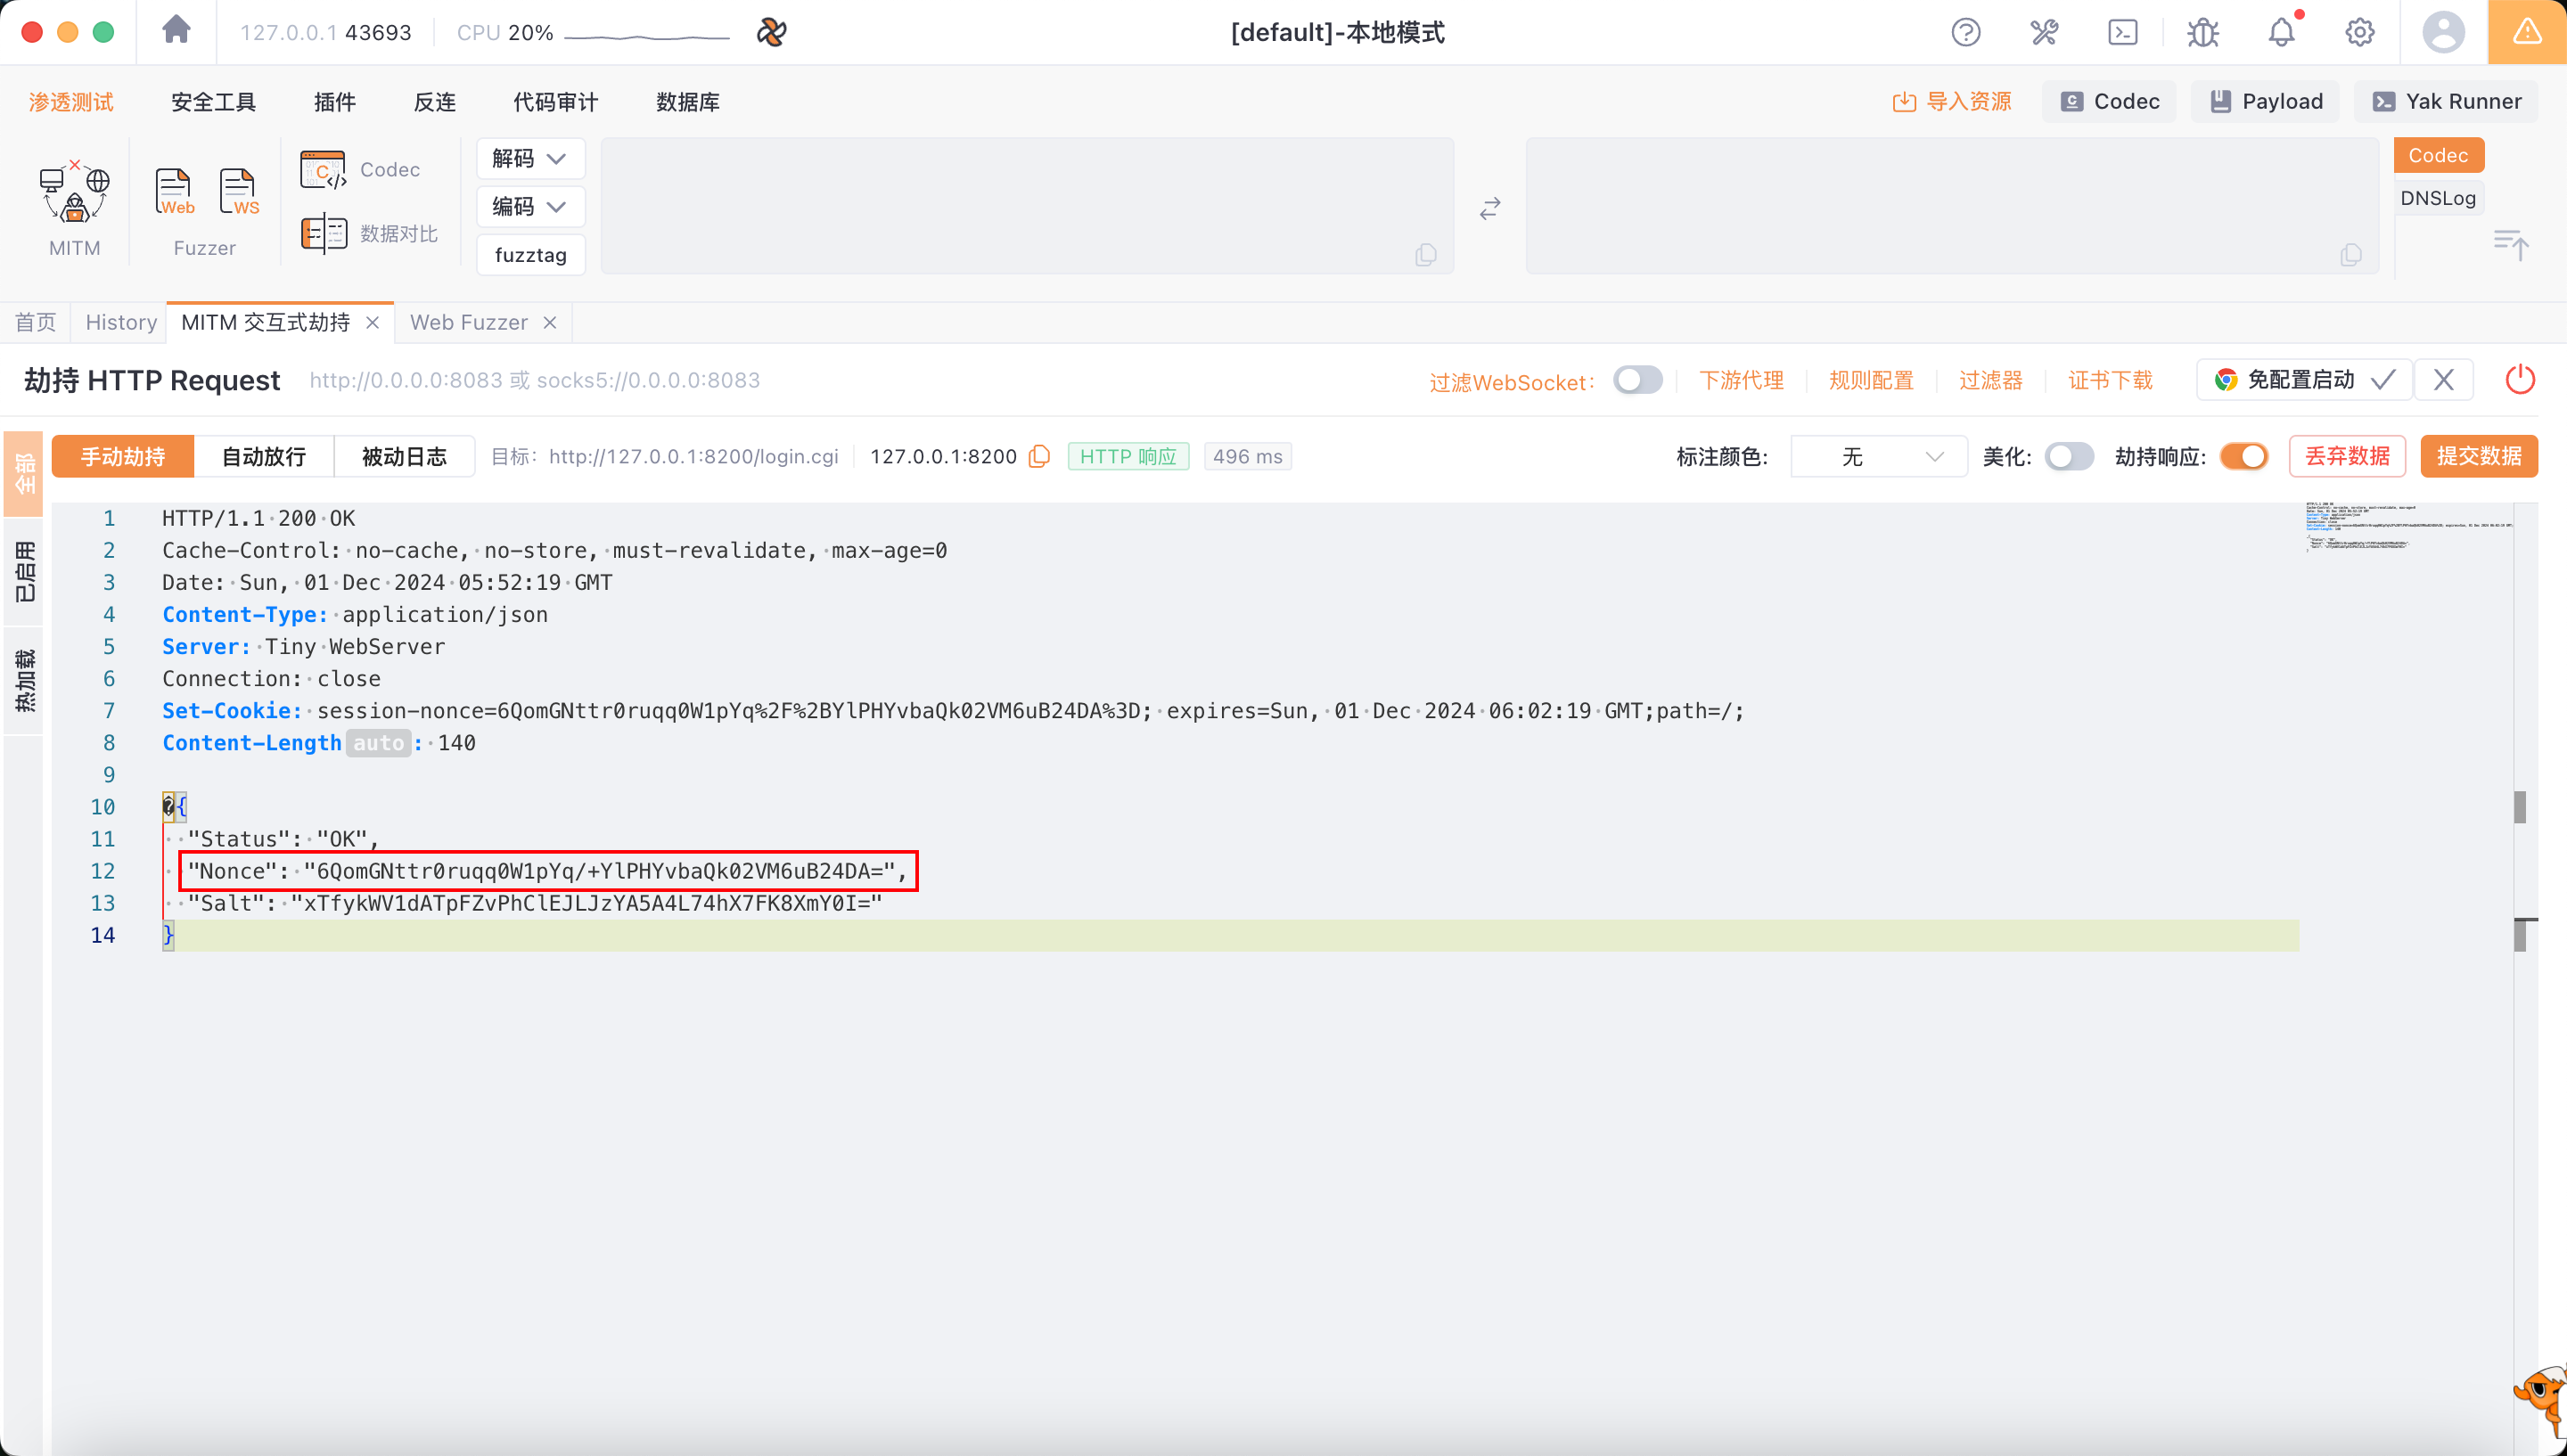 127.0.0.1 43693 CPU 20% [default]-本地模式
渗透测试 安全工具 插件 反连 代码审计 数据库 导入资源 Codec Payload Yak Runner
MITM
Web WS
Fuzzer
Codec
数据对比
解码
编码
fuzztag
Codec
DNSLog
首页 History MITM 交互式劫持 Web Fuzzer
劫持 HTTP Request http://0.0.0.0:8083 或 socks5://0.0.0.0:8083 过滤WebSocket: 下游代理 规则配置 过滤器 证书下载 免配置启动
全部
已启用
热加载
手动劫持 自动放行 被动日志 目标: http://127.0.0.1:8200/login.cgi 127.0.0.1:8200 HTTP 响应 496 ms 标注颜色: 无 美化: 劫持响应: 丢弃数据 提交数据
1 HTTP/1.1 200 OK
2 Cache-Control: no-cache, no-store, must-revalidate, max-age=0
3 Date: Sun, 01 Dec 2024 05:52:19 GMT
4 Content-Type: application/json
5 Server: Tiny WebServer
6 Connection: close
7 Set-Cookie: session-nonce=6QomGNttr0ruqq0W1pYq%2F%2BYlPHYvbaQk02VM6uB24DA%3D; expires=Sun, 01 Dec 2024 06:02:19 GMT;path=/;
8 Content-Length auto: 140
9
10 �{
11 "Status": "OK",
12 "Nonce": "6QomGNttr0ruqq0W1pYq/+YlPHYvbaQk02VM6uB24DA=",
13 "Salt": "xTfykWV1dATpFZvPhClEJLJzYA5A4L74hX7FK8XmY0I="
14 }